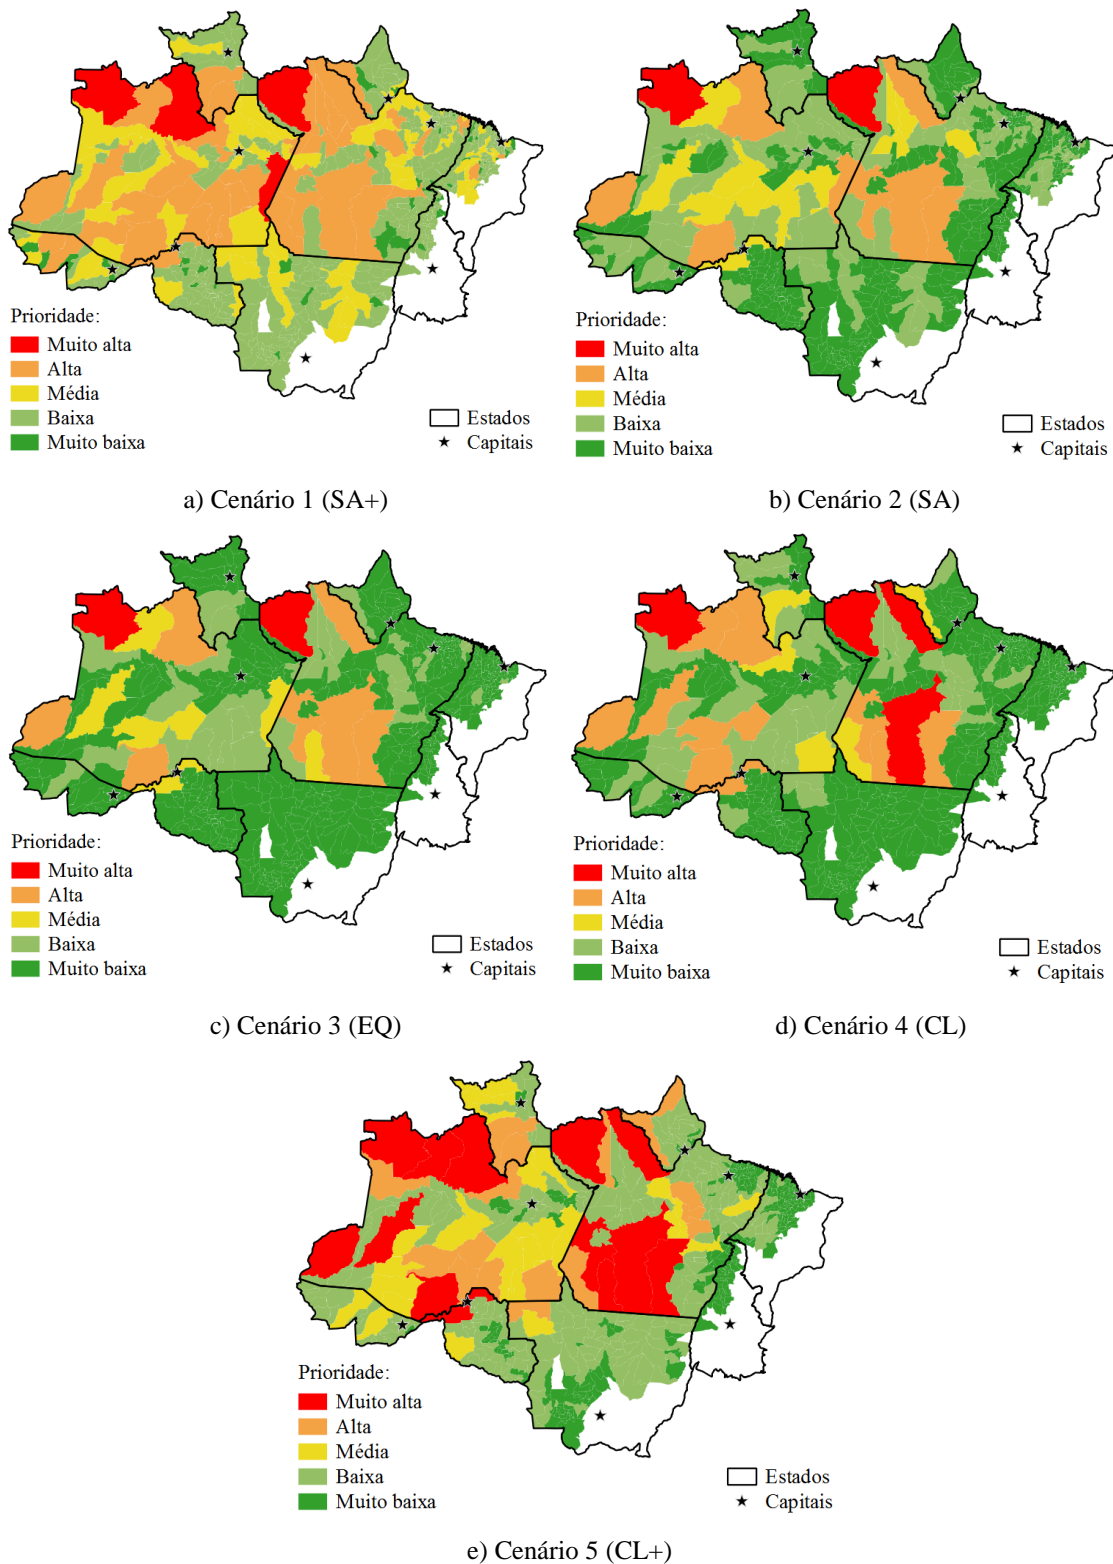 Prioridade:
Muito alta
Alta
Média
Baixa
Muito baixa
Estados
Capitais
a) Cenário 1 (SA+)
Prioridade:
Muito alta
Alta
Média
Baixa
Muito baixa
Estados
Capitais
b) Cenário 2 (SA)
Prioridade:
Muito alta
Alta
Média
Baixa
Muito baixa
Estados
Capitais
c) Cenário 3 (EQ)
Prioridade:
Muito alta
Alta
Média
Baixa
Muito baixa
Estados
Capitais
d) Cenário 4 (CL)
Prioridade:
Muito alta
Alta
Média
Baixa
Muito baixa
Estados
Capitais
e) Cenário 5 (CL+)